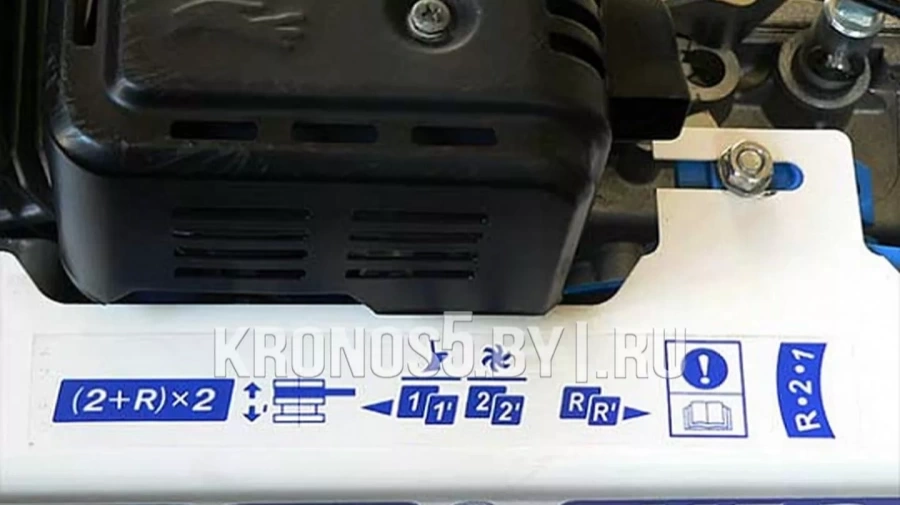 KRONOS5.BY|.RU
(2+R)×2
1 1' 2 2' R R'
!
R•2•1